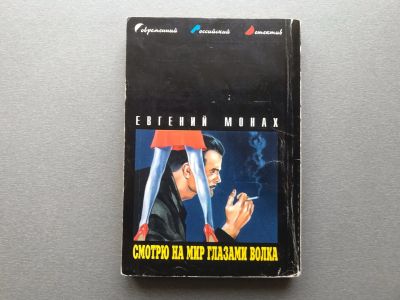 Современный Российский Детектив
ЕВГЕНИЙ МОНАХ
СМОТРЮ НА МИР ГЛАЗАМИ ВОЛКА